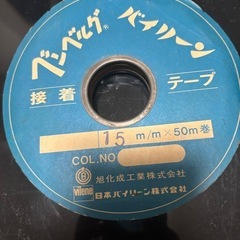 ベンベルグ® バイリーン
接着 テープ
15 m/m×50m巻
COL.NO
旭化成工業株式会社
Vilene 日本バイリーン株式会社